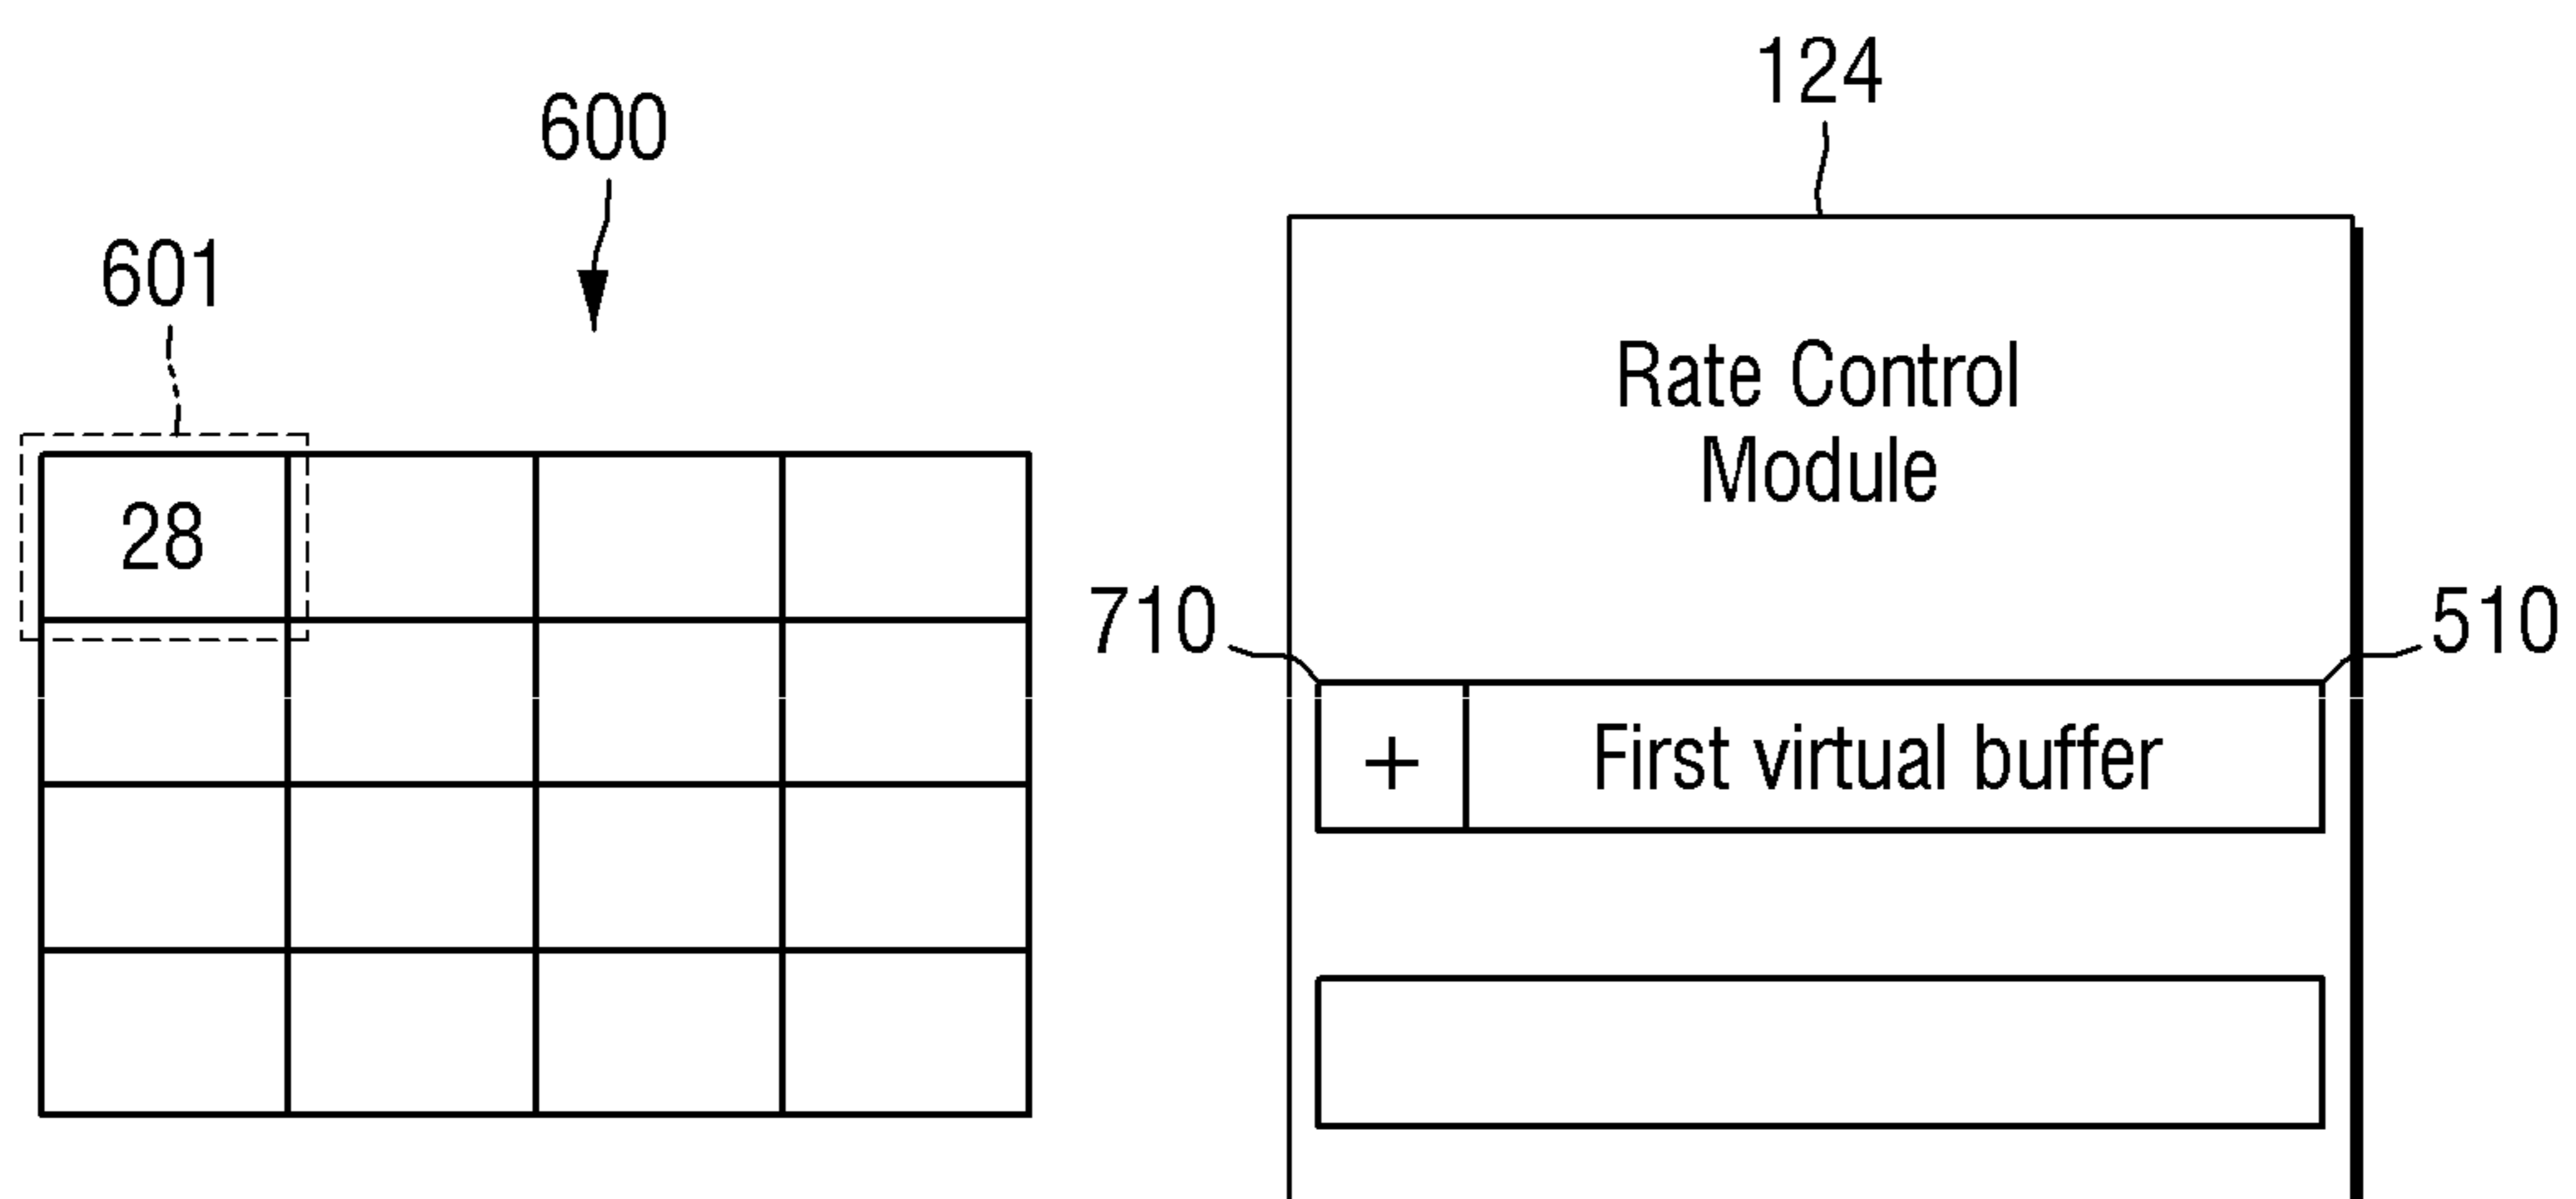 124
600
601
Rate Control
Module
28
710
510
+
First virtual buffer